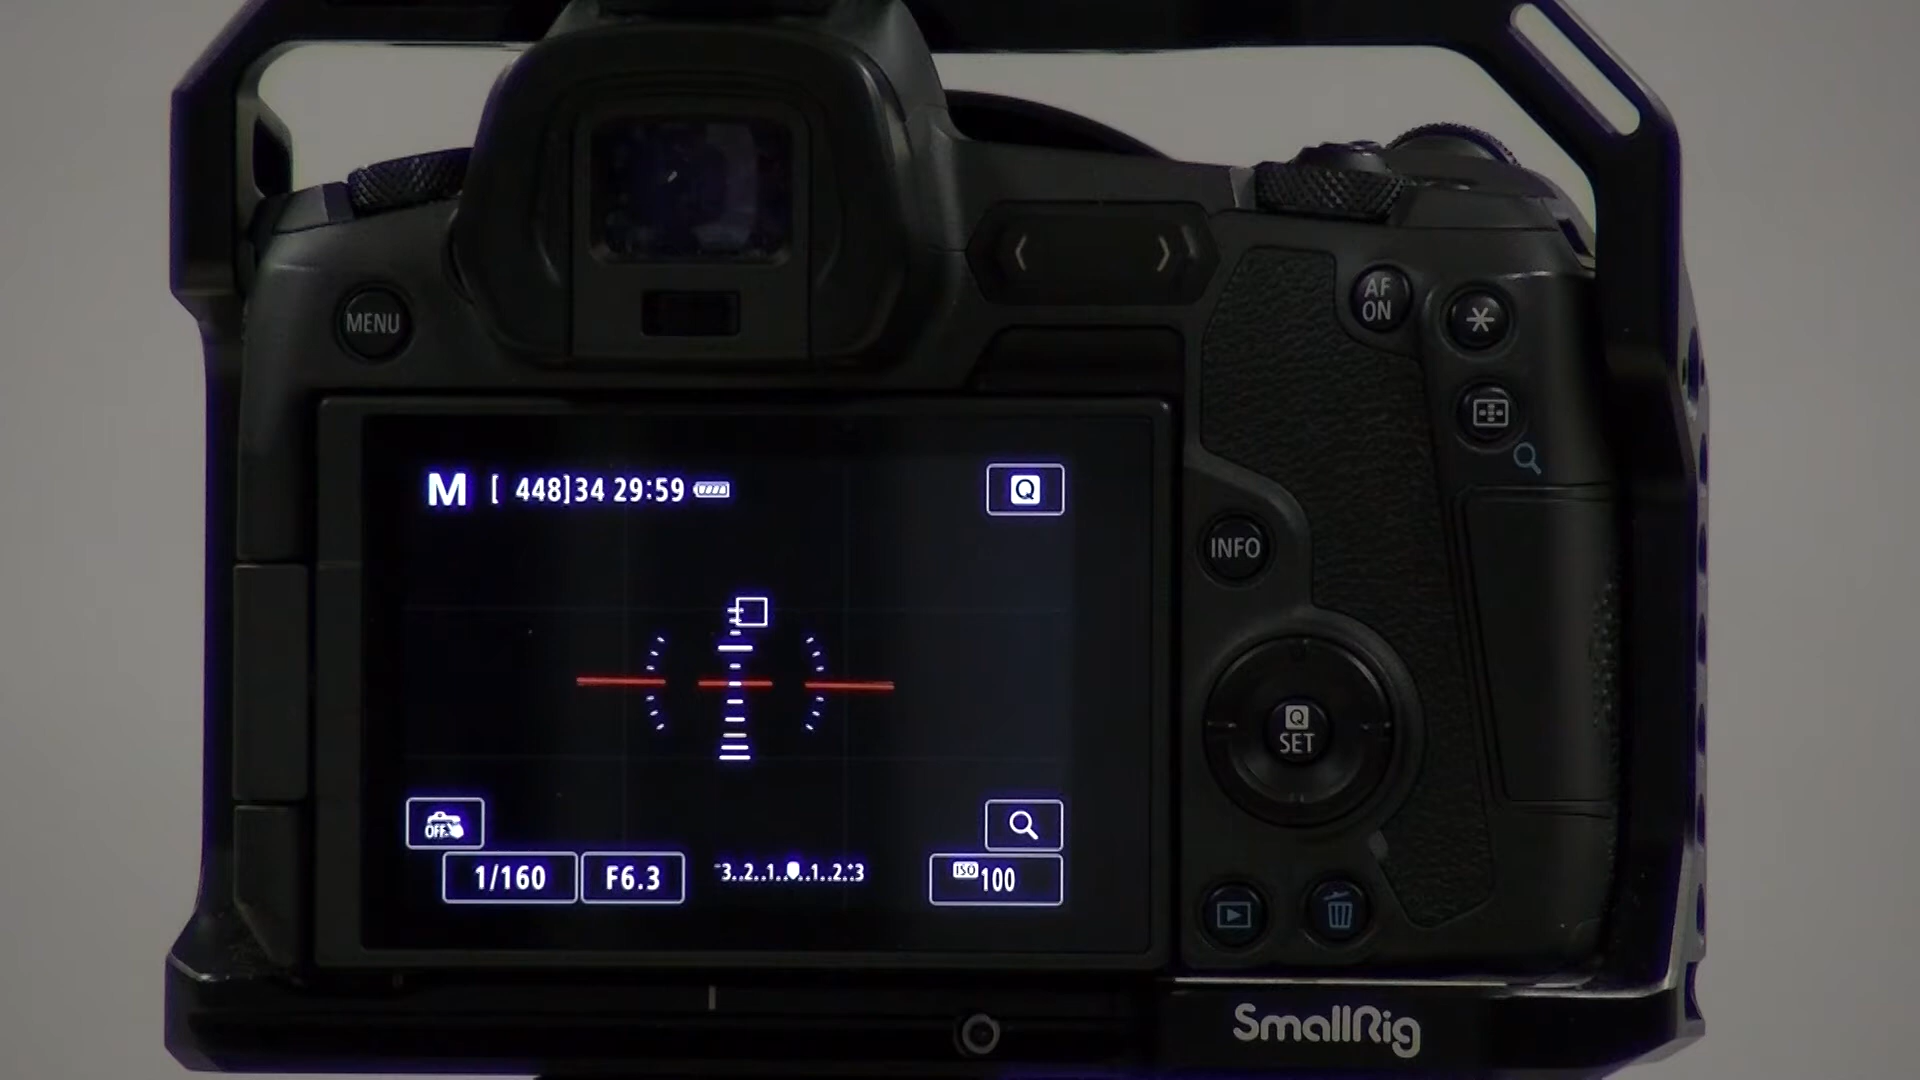 MENU
AF
ON
M [ 448]34 29:59
Q
INFO
Q
SET
OFF
1/160 F6.3 -3..2..1..0..1..2..+3 ISO 100
SmallRig